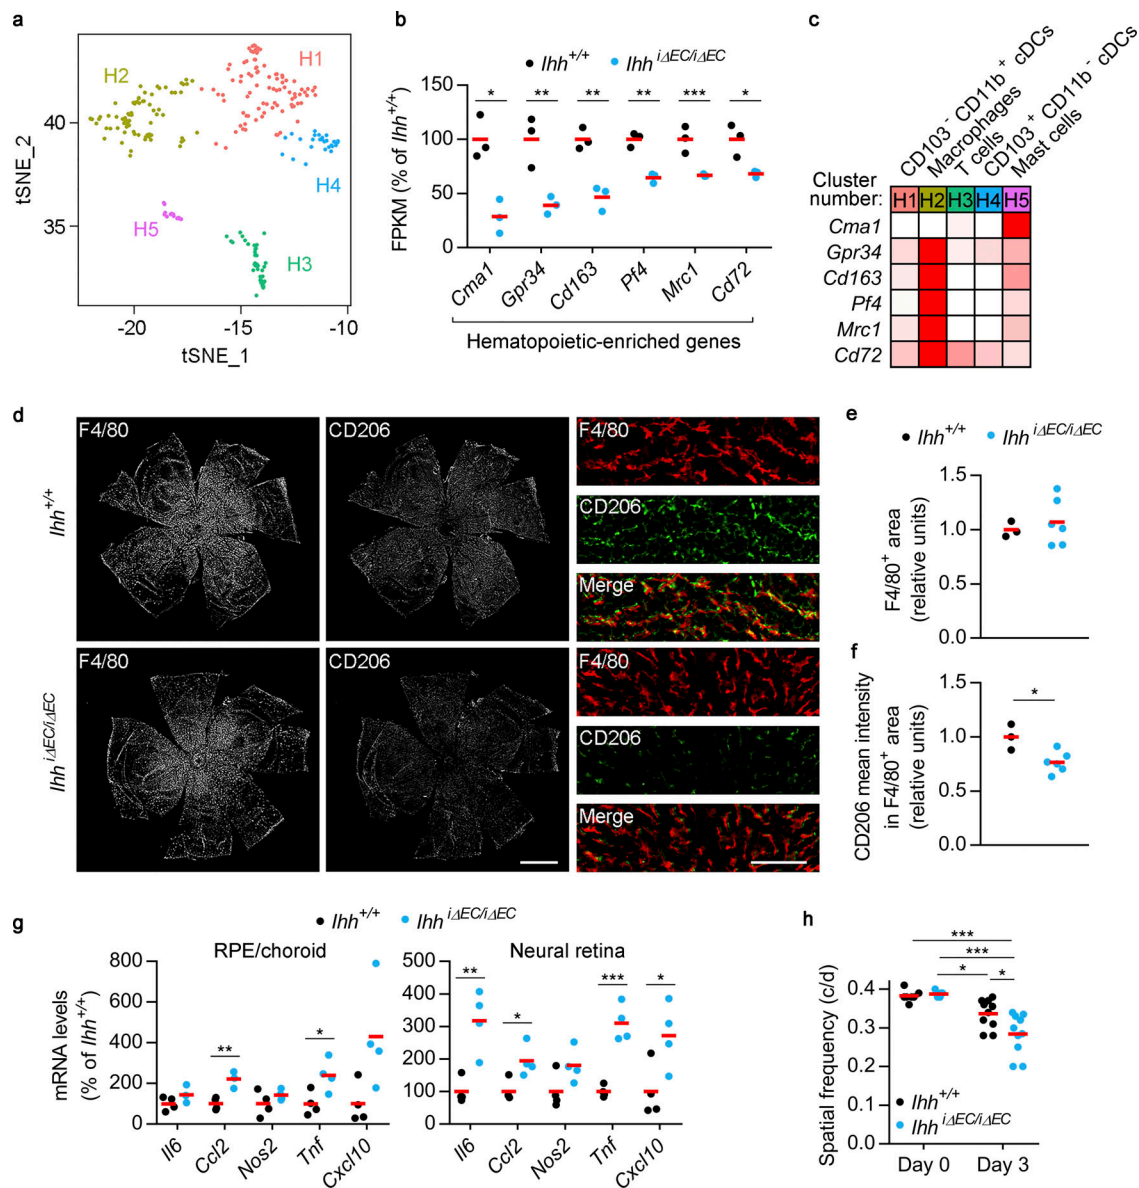 a
tSNE_2
40
35
H2
H1
H4
H5
H3
-20
-15
-10
tSNE_1
b
Ihh+/+
Ihh iΔEC/iΔEC
FPKM (% of Ihh+/+)
150
100
50
0
*
**
**
**
***
*
Cma1
Gpr34
Cd163
Pf4
Mrc1
Cd72
Hematopoietic-enriched genes
c
CD103- CD11b+ cDCs
Macrophages
T cells
CD103+ CD11b- cDCs
Mast cells
Cluster
number:
H1
H2
H3
H4
H5
Cma1
Gpr34
Cd163
Pf4
Mrc1
Cd72
d
Ihh+/+
F4/80
CD206
F4/80
CD206
Merge
Ihh iΔEC/iΔEC
F4/80
CD206
F4/80
CD206
Merge
e
Ihh+/+
Ihh iΔEC/iΔEC
F4/80+ area
(relative units)
1.5
1.0
0.5
0.0
f
CD206 mean intensity
in F4/80+ area
(relative units)
1.5
1.0
0.5
0.0
*
g
Ihh+/+
Ihh iΔEC/iΔEC
RPE/choroid
mRNA levels
(% of Ihh+/+)
800
600
400
200
0
**
*
Il6
Ccl2
Nos2
Tnf
Cxcl10
Neural retina
500
400
300
200
100
0
**
*
***
*
Il6
Ccl2
Nos2
Tnf
Cxcl10
h
Spatial frequency (c/d)
0.4
0.3
0.4
0.0
***
***
*
*
Ihh+/+
Ihh iΔEC/iΔEC
Day 0
Day 3